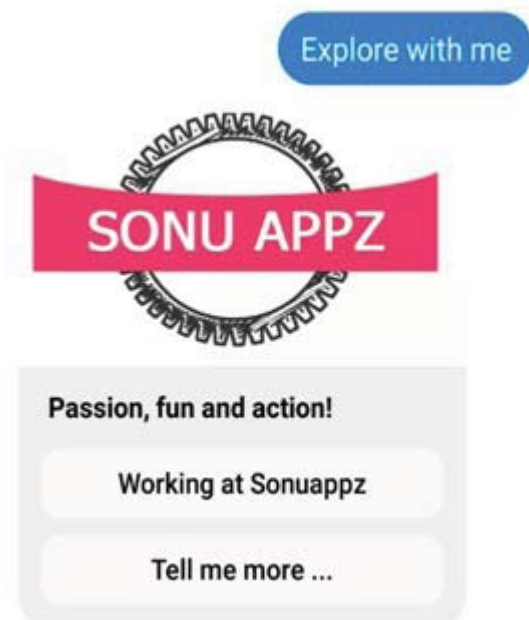 Explore with me
SONU APPZ
Passion, fun and action!
Working at Sonuappz
Tell me more ...